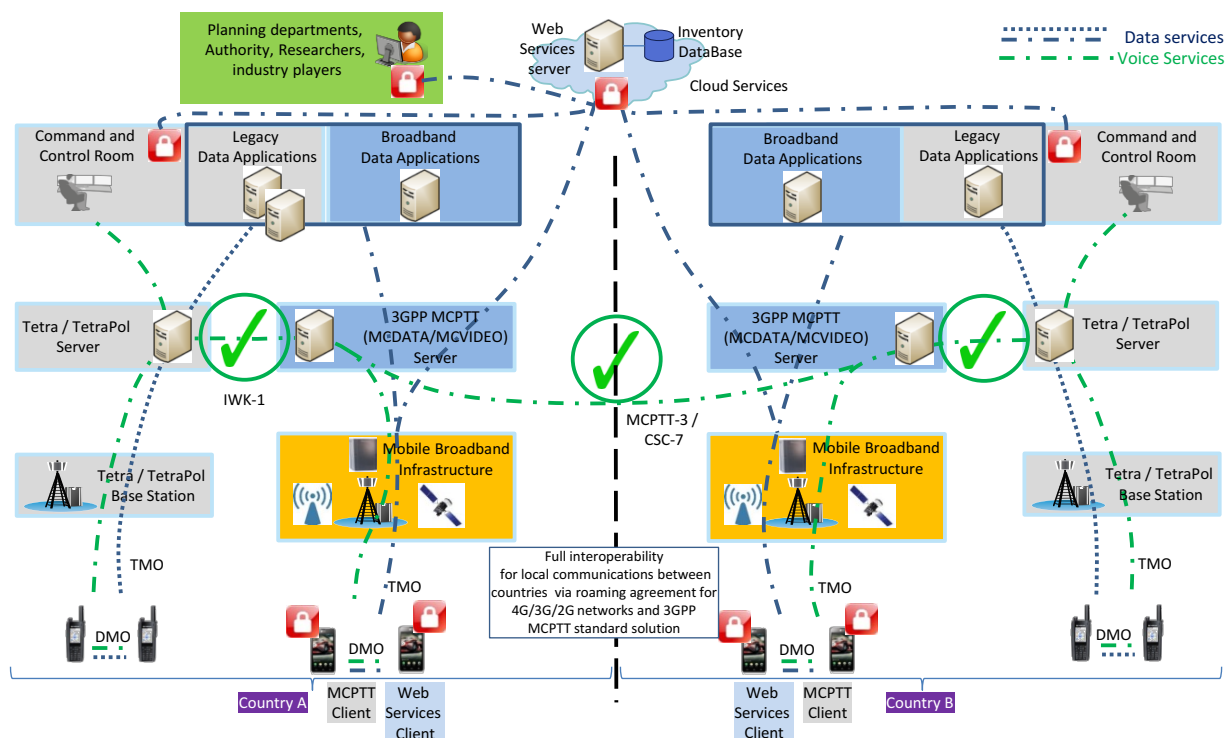 Planning departments,
Authority, Researchers,
industry players
Web
Services
server
Inventory
DataBase
Cloud Services
Data services
Voice Services
Command and
Control Room
Legacy
Data Applications
Broadband
Data Applications
Broadband
Data Applications
Legacy
Data Applications
Command and
Control Room
Tetra / TetraPol
Server
IWK-1
3GPP MCPTT
(MCDATA/MCVIDEO)
Server
MCPTT-3 /
CSC-7
3GPP MCPTT
(MCDATA/MCVIDEO)
Server
Tetra / TetraPol
Server
Tetra / TetraPol
Base Station
Mobile Broadband
Infrastructure
Mobile Broadband
Infrastructure
Tetra / TetraPol
Base Station
TMO
TMO
Full interoperability
for local communications between
countries via roaming agreement for
4G/3G/2G networks and 3GPP
MCPTT standard solution
TMO
TMO
DMO
DMO
DMO
DMO
Country A
MCPTT
Client
Web
Services
Client
Web
Services
Client
MCPTT
Client
Country B